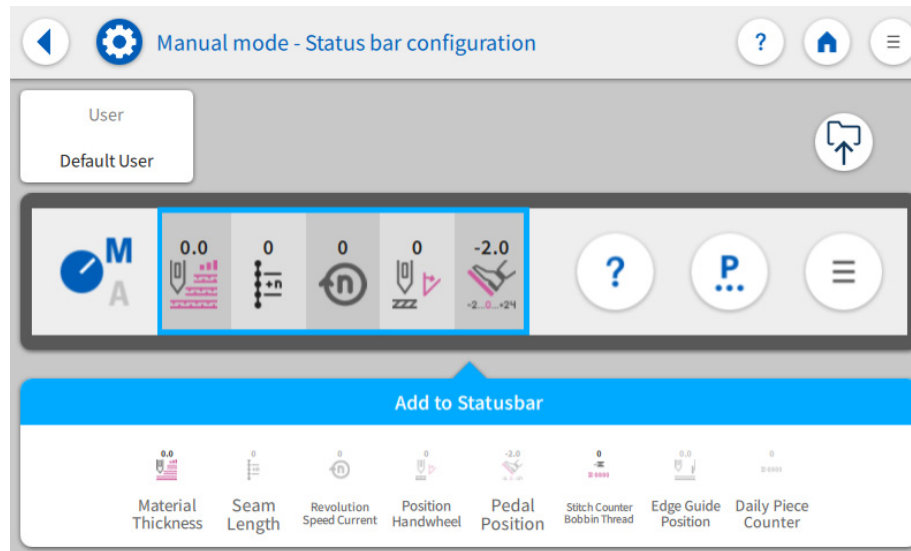 Manual mode - Status bar configuration
?
User
Default User
M
A
0.0
0
+n
0
n
0
-2.0
-2...0...+24
?
P
Add to Statusbar
0.0
0
0
n
0
-2.0
0
0.0
0
Material Thickness
Seam Length
Revolution Speed Current
Position Handwheel
Pedal Position
Stitch Counter Bobbin Thread
Edge Guide Position
Daily Piece Counter